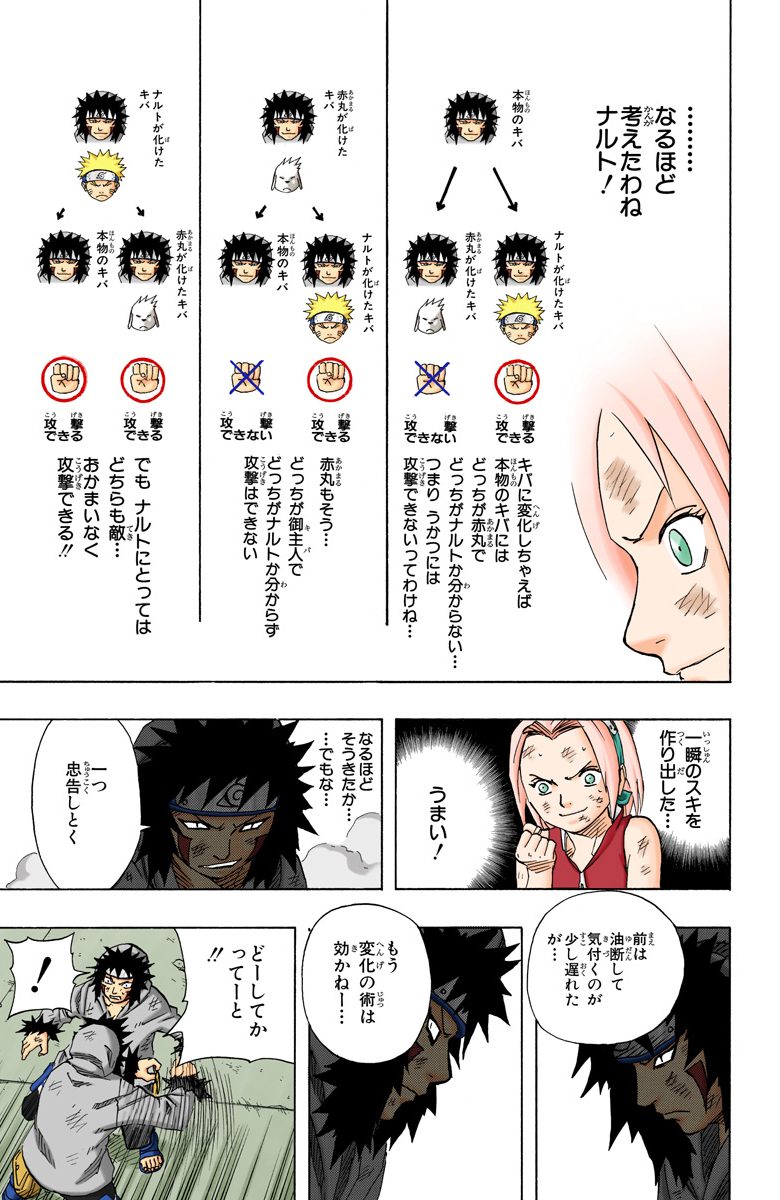 ………
なるほど
考えたわね
ナルト！
本物のキバ
ナルトが化けたキバ
赤丸が化けたキバ
攻撃
できる
攻撃
できない
キバに変化しちゃえば
本物のキバには
どっちが赤丸で
どっちがナルトか分からない…
つまり うかつには
攻撃できないってわけね…
赤丸が化けた
キバ
ナルトが化けたキバ
本物のキバ
攻撃
できる
攻撃
できない
赤丸もそう…
どっちが御主人で
どっちがナルトか分からず
攻撃はできない
ナルトが化けた
キバ
赤丸が化けたキバ
本物のキバ
攻撃
できる
攻撃
できる
でも ナルトにとっては
どちらも敵…
おかまいなく
攻撃できる！！
一瞬のスキを
作り出した…
うまい！
なるほど
そうきたか…
…でもな…
一つ
忠告しとく
前は
油断して
気付くのが
少し遅れた
が…
もう
変化の術は
効かねー…
どーしてか
ってーと
！